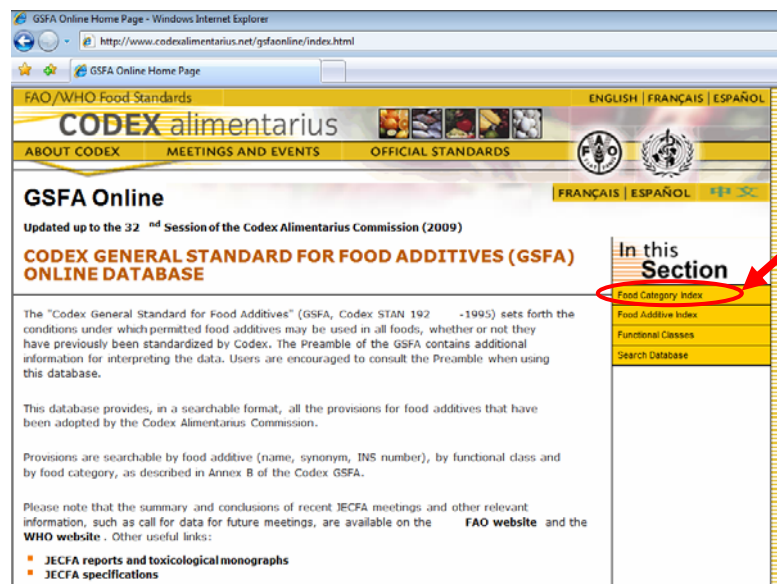 GSFA Online Home Page - Windows Internet Explorer
http://www.codexalimentarius.net/gsfaonline/index.html
GSFA Online Home Page
FAO/WHO Food Standards
ENGLISH | FRANÇAIS | ESPAÑOL
CODEX alimentarius
ABOUT CODEX MEETINGS AND EVENTS OFFICIAL STANDARDS
GSFA Online
FRANÇAIS | ESPAÑOL 中文
Updated up to the 32 nd Session of the Codex Alimentarius Commission (2009)
CODEX GENERAL STANDARD FOR FOOD ADDITIVES (GSFA)
ONLINE DATABASE
The "Codex General Standard for Food Additives" (GSFA, Codex STAN 192 -1995) sets forth the
conditions under which permitted food additives may be used in all foods, whether or not they
have previously been standardized by Codex. The Preamble of the GSFA contains additional
information for interpreting the data. Users are encouraged to consult the Preamble when using
this database.
This database provides, in a searchable format, all the provisions for food additives that have
been adopted by the Codex Alimentarius Commission.
Provisions are searchable by food additive (name, synonym, INS number), by functional class and
by food category, as described in Annex B of the Codex GSFA.
Please note that the summary and conclusions of recent JECFA meetings and other relevant
information, such as call for data for future meetings, are available on the FAO website and the
WHO website . Other useful links:
JECFA reports and toxicological monographs
JECFA specifications
In this
Section
Food Category Index
Food Additive Index
Functional Classes
Search Database